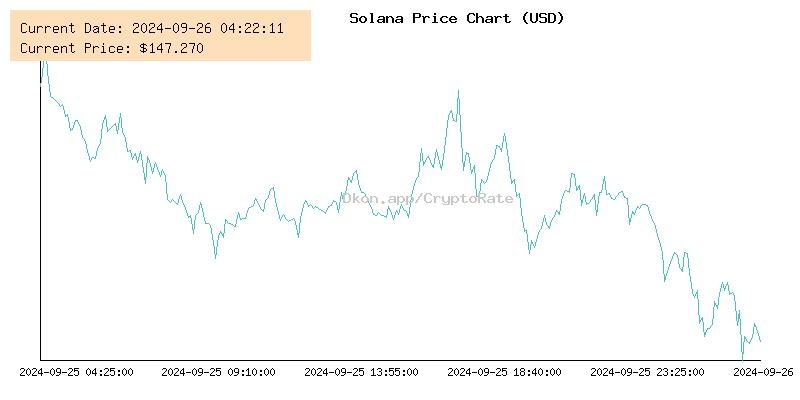 Solana Price Chart (USD)
Current Date: 2024-09-26 04:22:11
Current Price: $147.270
Dkon.app/CryptoRate
2024-09-25 04:25:00 2024-09-25 09:10:00 2024-09-25 13:55:00 2024-09-25 18:40:00 2024-09-25 23:25:00 2024-09-26